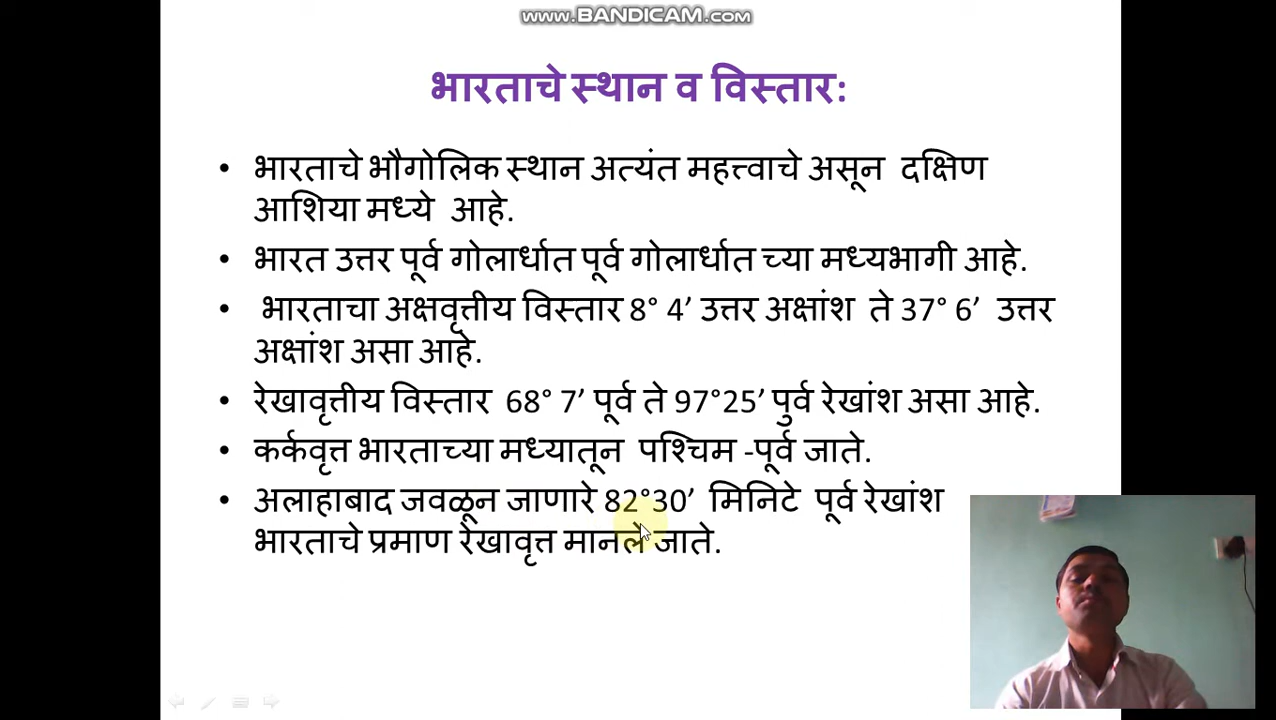 www.BANDICAM.com
भारताचे स्थान व विस्तार:
• भारताचे भौगोलिक स्थान अत्यंत महत्त्वाचे असून दक्षिण
आशिया मध्ये आहे.
• भारत उत्तर पूर्व गोलार्धात पूर्व गोलार्धात च्या मध्यभागी आहे.
• भारताचा अक्षवृत्तीय विस्तार 8° 4’ उत्तर अक्षांश ते 37° 6’ उत्तर
अक्षांश असा आहे.
• रेखावृत्तीय विस्तार 68° 7’ पूर्व ते 97°25’ पुर्व रेखांश असा आहे.
• कर्कवृत्त भारताच्या मध्यातून पश्चिम -पूर्व जाते.
• अलाहाबाद जवळून जाणारे 82°30’ मिनिटे पूर्व रेखांश
भारताचे प्रमाण रेखावृत्त मानले जाते.